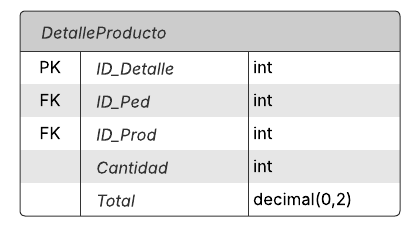 DetalleProducto
PK ID_Detalle int
FK ID_Ped int
FK ID_Prod int
Cantidad int
Total decimal(0,2)